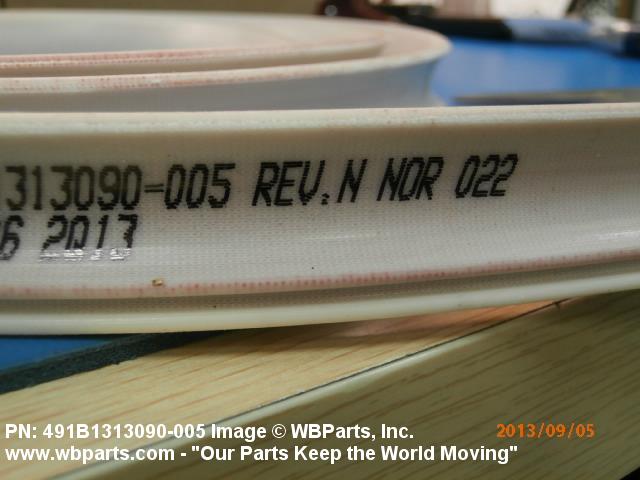 1313090-005 REV.N NOR 022
6 2013
PN: 491B1313090-005 Image © WBParts, Inc.
2013/09/05
www.wbparts.com - "Our Parts Keep the World Moving"